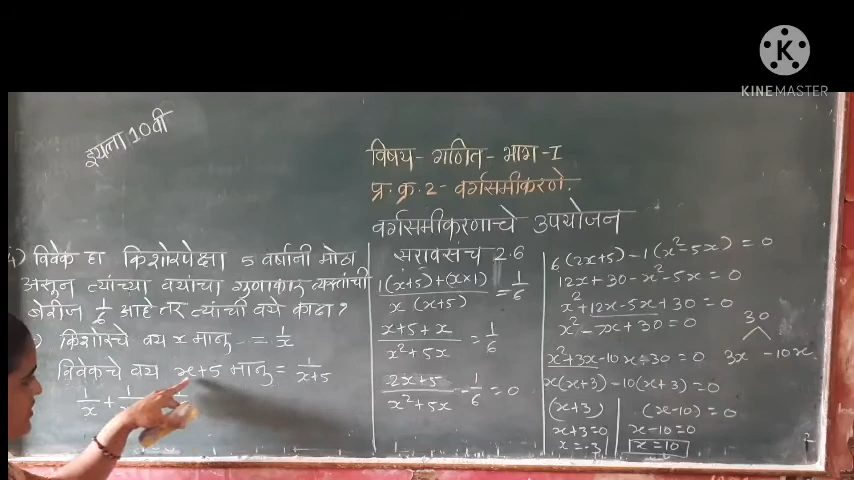 K
KINEMASTER
इयत्ता 10वी
विषय - गणित - भाग - I
प्र. क्र. 2 - वर्गसमीकरणे.
वर्गसमीकरणाचे उपयोजन
सरावसंच 2.6
विवेक हा किशोरपेक्षा 5 वर्षांनी मोठा
असून त्यांच्या वयांचा गुणाकार व्यस्तांची
बेरीज 1/6 आहे तर त्यांची वये काढा ?
किशोरचे वय x मानू = 1/x
विवेकचे वय x+5 मानू = 1/x+5
1/x + 1
1(x+5) + (x×1) / x (x+5) = 1/6
x+5+x / x²+5x = 1/6
2x+5 / x²+5x - 1/6 = 0
6(2x+5) - 1(x²-5x) = 0
12x + 30 - x² - 5x = 0
x² + 12x - 5x + 30 = 0
x² - 7x + 30 = 0
30
3x -10x
x² + 3x - 10x ÷ 30 = 0
x(x+3) - 10(x+3) = 0
(x+3) (x-10) = 0
x+3=0 x-10=0
x=-3 x=10